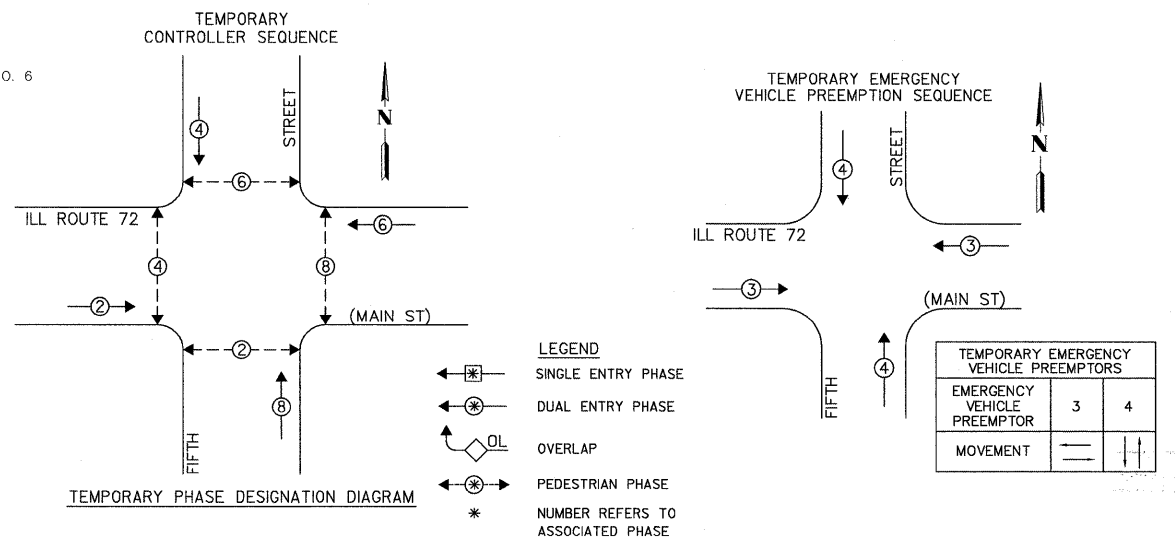 TEMPORARY
CONTROLLER SEQUENCE
O. 6
4
STREET
N
6
ILL ROUTE 72
6
4
8
2
(MAIN ST)
2
8
FIFTH
TEMPORARY PHASE DESIGNATION DIAGRAM
LEGEND
* SINGLE ENTRY PHASE
* DUAL ENTRY PHASE
OL OVERLAP
* PEDESTRIAN PHASE
* NUMBER REFERS TO
ASSOCIATED PHASE
TEMPORARY EMERGENCY
VEHICLE PREEMPTION SEQUENCE
4
STREET
N
ILL ROUTE 72
3
3
(MAIN ST)
4
FIFTH
TEMPORARY EMERGENCY
VEHICLE PREEMPTORS
EMERGENCY
VEHICLE
PREEMPTOR
3
4
MOVEMENT